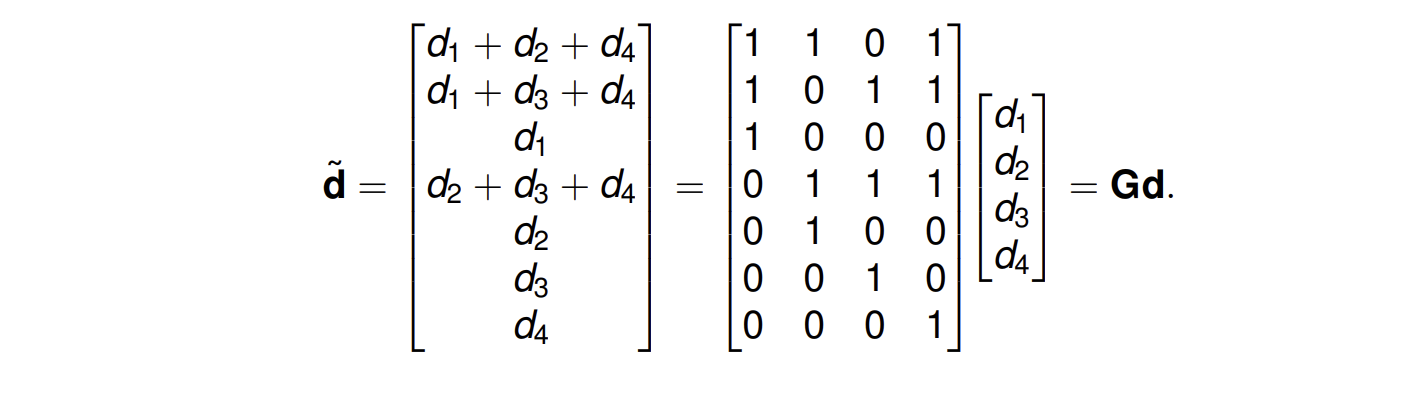 d̃ = [d₁ + d₂ + d₄; d₁ + d₃ + d₄; d₁; d₂ + d₃ + d₄; d₂; d₃; d₄] = [1 1 0 1; 1 0 1 1; 1 0 0 0; 0 1 1 1; 0 1 0 0; 0 0 1 0; 0 0 0 1] [d₁; d₂; d₃; d₄] = Gd.